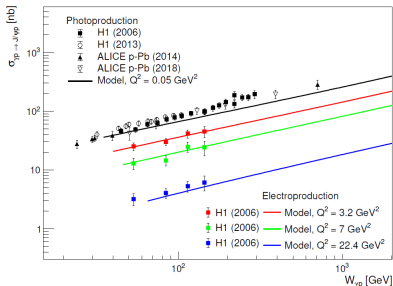 σγp → J/ψp [nb]
Photoproduction
H1 (2006)
H1 (2013)
ALICE p-Pb (2014)
ALICE p-Pb (2018)
Model, Q² = 0.05 GeV²
10³
10²
10
1
Electroproduction
H1 (2006) Model, Q² = 3.2 GeV²
H1 (2006) Model, Q² = 7 GeV²
H1 (2006) Model, Q² = 22.4 GeV²
10² 10³
Wγp [GeV]